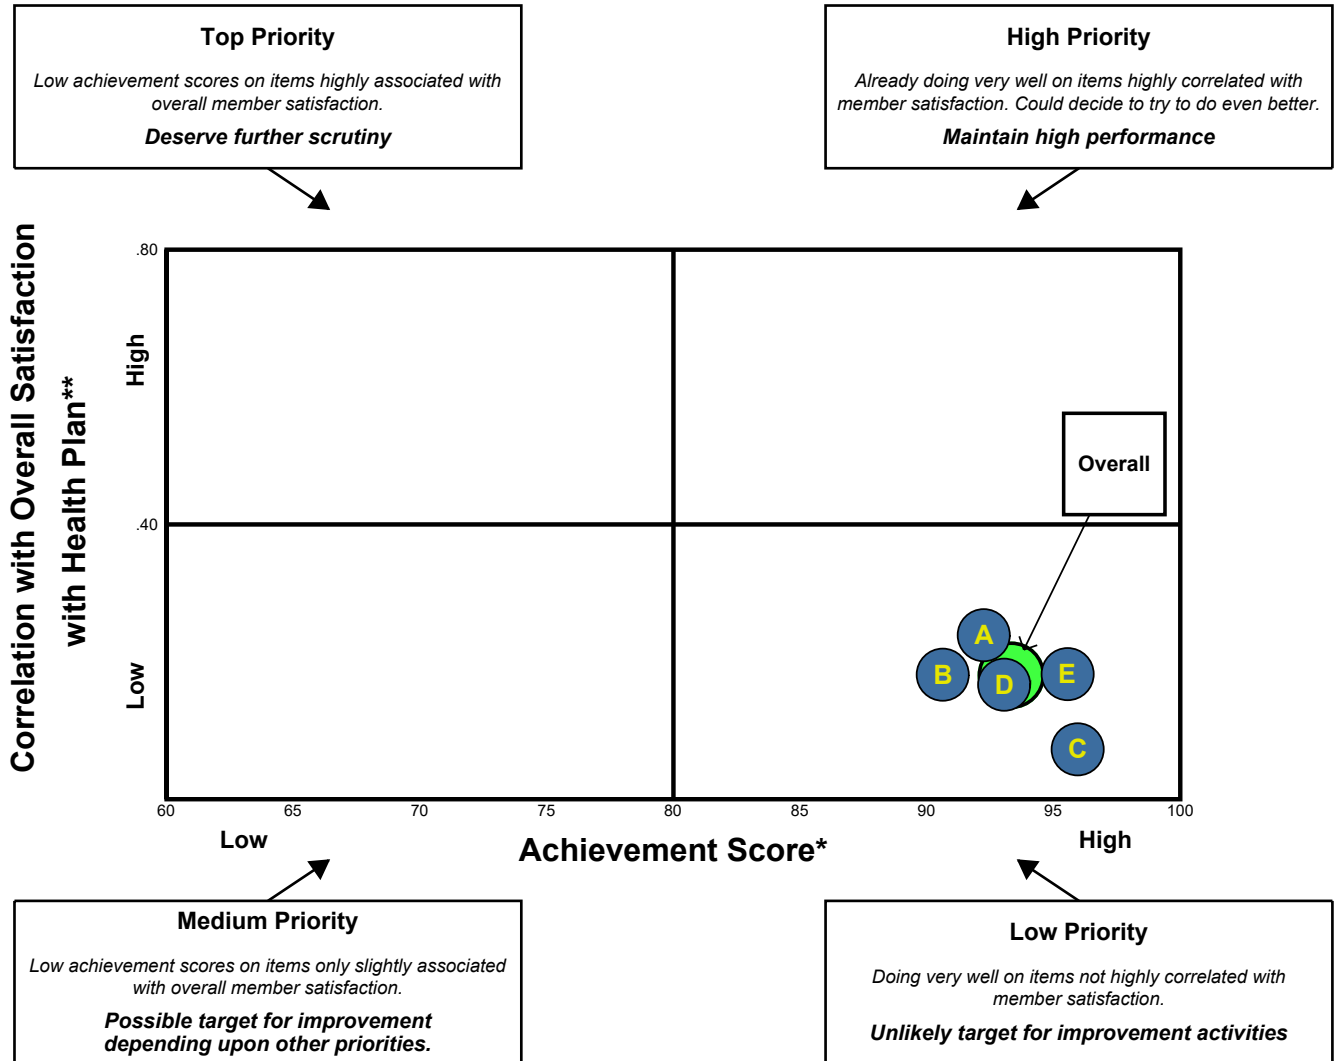 Top Priority
Low achievement scores on items highly associated with
overall member satisfaction.
Deserve further scrutiny
High Priority
Already doing very well on items highly correlated with
member satisfaction. Could decide to try to do even better.
Maintain high performance
Correlation with Overall Satisfaction
with Health Plan**
.80
High
.40
Low
Overall
A
B
D
E
C
60
65
70
75
80
85
90
95
100
Low
Achievement Score*
High
Medium Priority
Low achievement scores on items only slightly associated
with overall member satisfaction.
Possible target for improvement
depending upon other priorities.
Low Priority
Doing very well on items not highly correlated with
member satisfaction.
Unlikely target for improvement activities